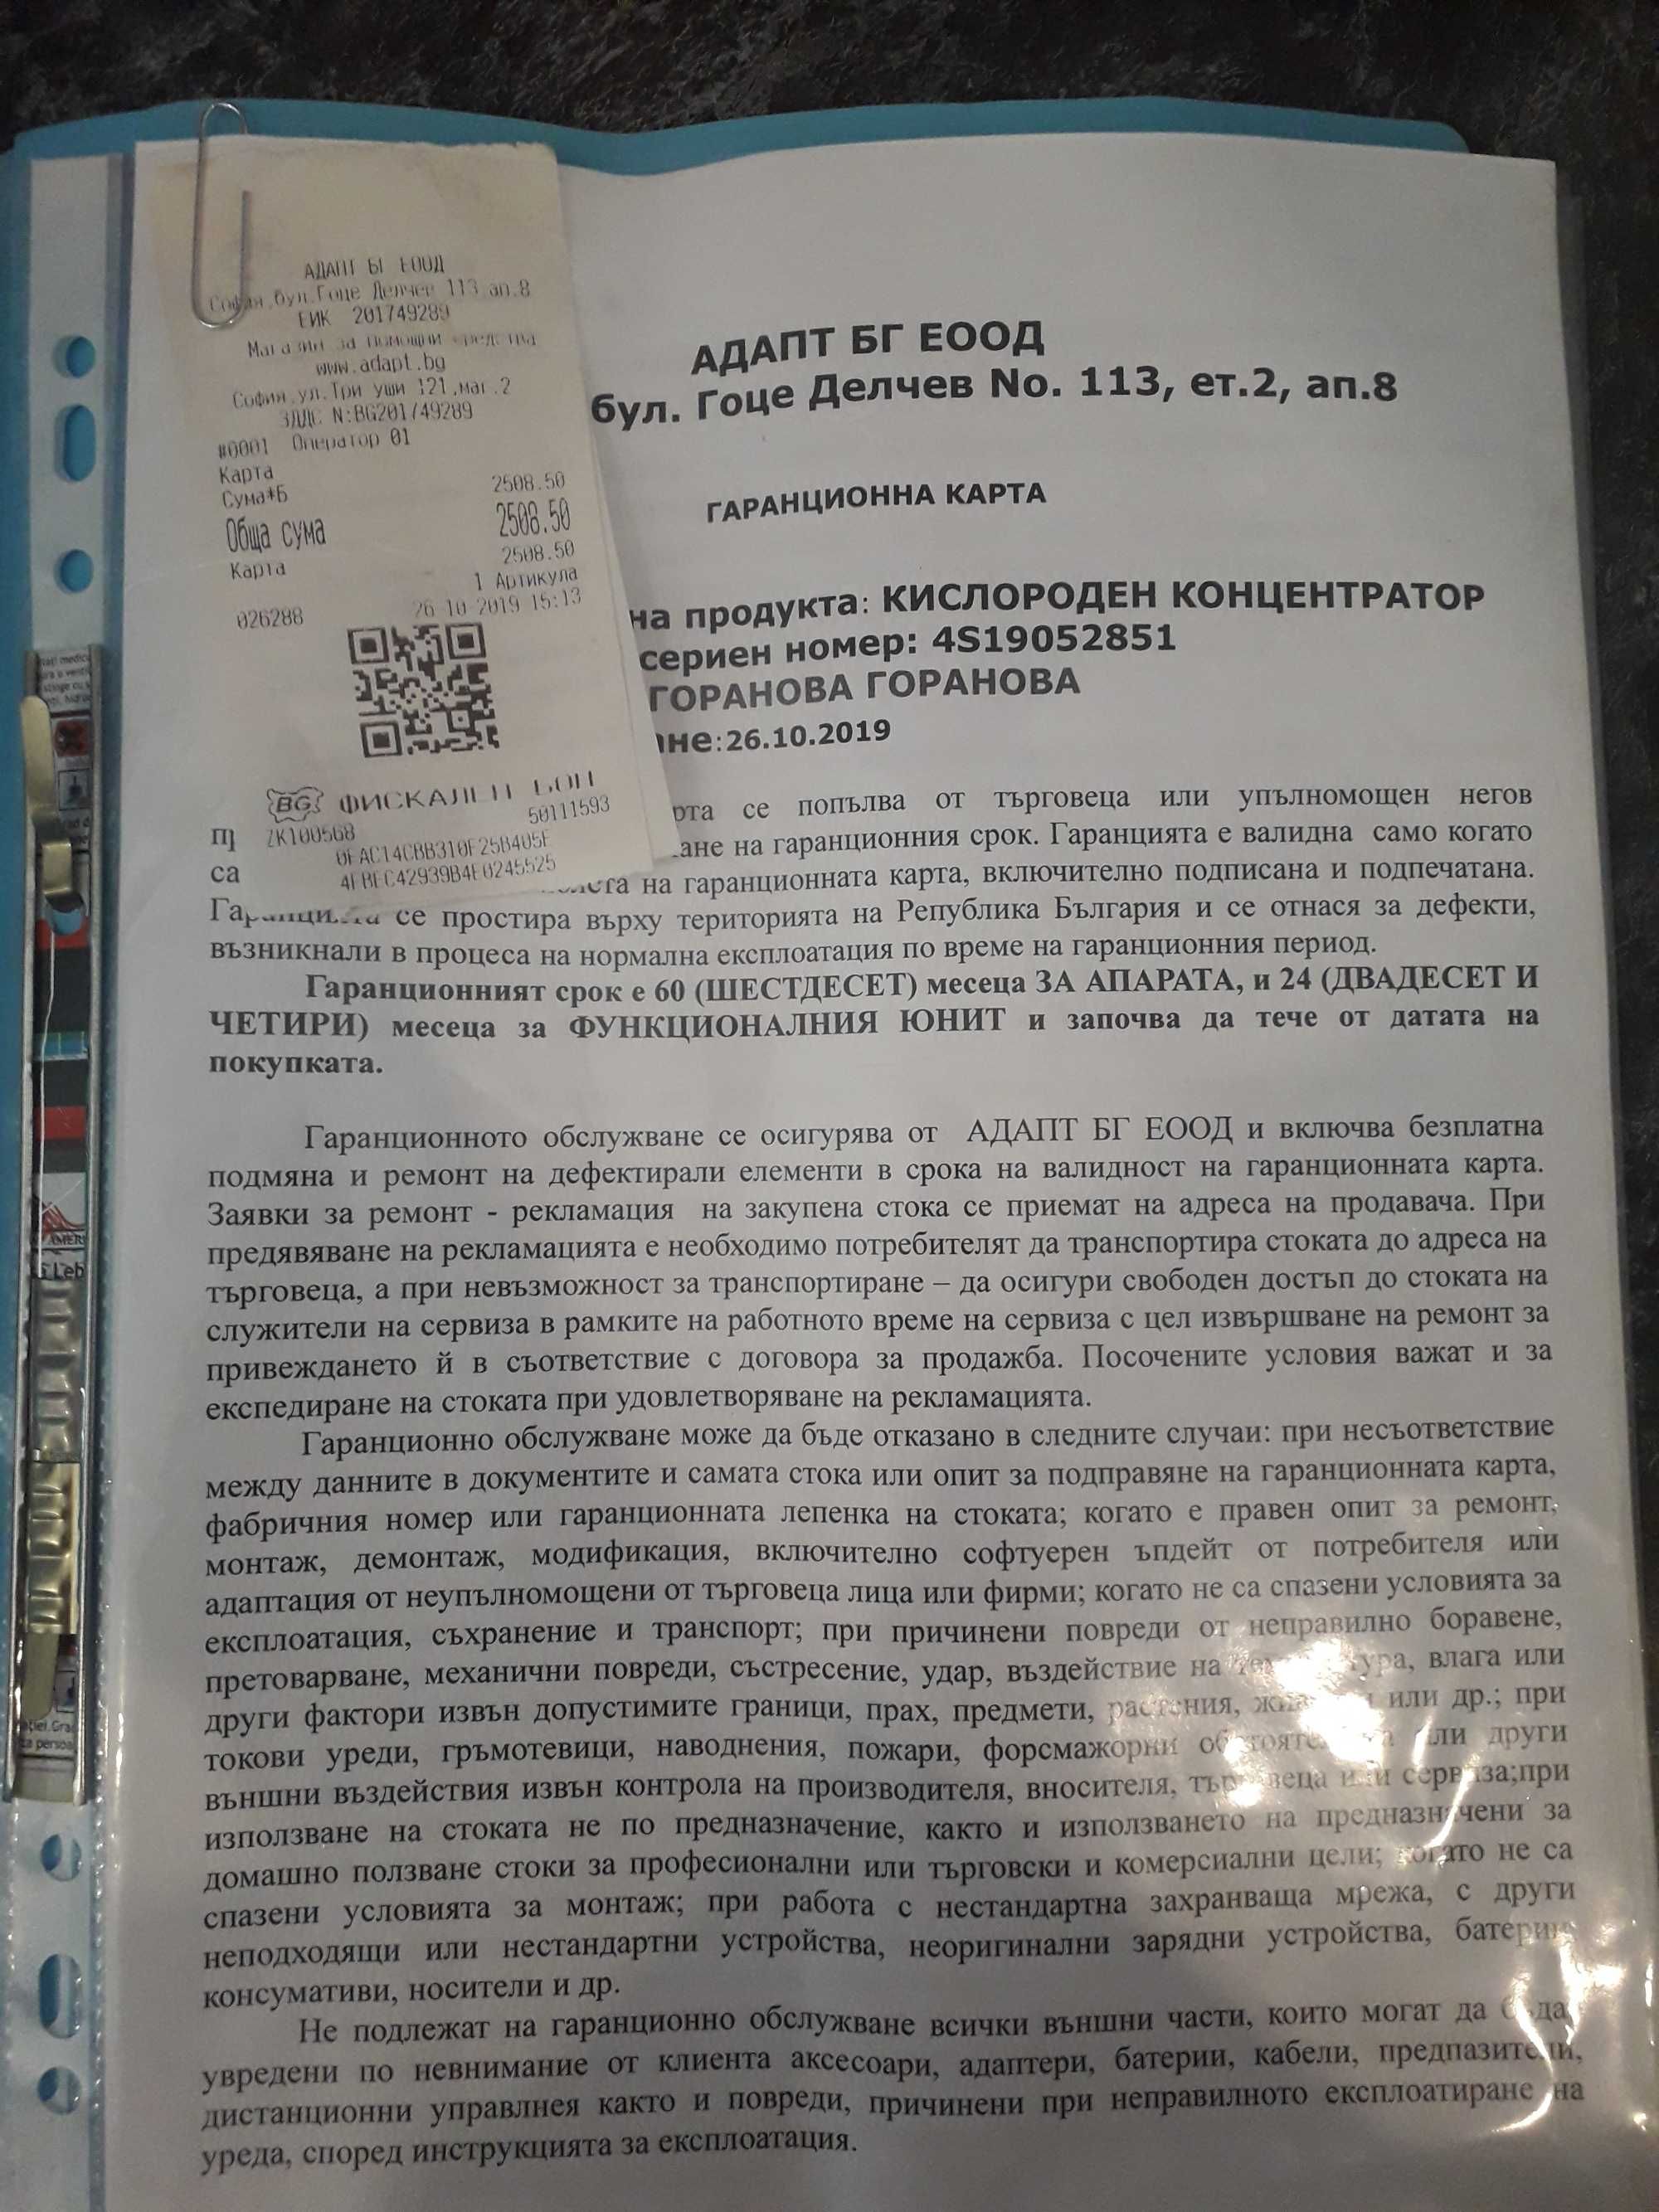 АДАПТ БГ ЕООД
София,бул.Гоце Делчев 113,ап.8
ЕИК 201749289
Магазин за помощни средства
www.adapt.bg
София,ул.Три уши 121,маг.2
ЗДДС N:BG201749289
#0001 Оператор 01
Карта
Сума*Б 2508.50
Обща сума 2508.50
Карта 2508.50
1 Артикула
026288 26-10-2019 15:13
BG ФИСКАЛЕН БОН
50111593
ZK100568
АДАПТ БГ ЕООД
бул. Гоце Делчев No. 113, ет.2, ап.8
ГАРАНЦИОННА КАРТА
на продукта: КИСЛОРОДЕН КОНЦЕНТРАТОР
сериен номер: 4S19052851
ГОРАНОВА ГОРАНОВА
ане:26.10.2019
рта се попълва от търговеца или упълномощен негов
ане на гаранционния срок. Гаранцията е валидна само когато
са на гаранционната карта, включително подписана и подпечатана.
Гаранцията се простира върху територията на Република България и се отнася за дефекти,
възникнали в процеса на нормална експлоатация по време на гаранционния период.
Гаранционният срок е 60 (ШЕСТДЕСЕТ) месеца ЗА АПАРАТА, и 24 (ДВАДЕСЕТ И
ЧЕТИРИ) месеца за ФУНКЦИОНАЛНИЯ ЮНИТ и започва да тече от датата на
покупката.
Гаранционното обслужване се осигурява от АДАПТ БГ ЕООД и включва безплатна
подмяна и ремонт на дефектирали елементи в срока на валидност на гаранционната карта.
Заявки за ремонт - рекламация на закупена стока се приемат на адреса на продавача. При
предявяване на рекламацията е необходимо потребителят да транспортира стоката до адреса на
търговеца, а при невъзможност за транспортиране – да осигури свободен достъп до стоката на
служители на сервиза в рамките на работното време на сервиза с цел извършване на ремонт за
привеждането й в съответствие с договора за продажба. Посочените условия важат и за
експедиране на стоката при удовлетворяване на рекламацията.
Гаранционно обслужване може да бъде отказано в следните случаи: при несъответствие
между данните в документите и самата стока или опит за подправяне на гаранционната карта,
фабричния номер или гаранционната лепенка на стоката; когато е правен опит за ремонт,
монтаж, демонтаж, модификация, включително софтуерен ъпдейт от потребителя или
адаптация от неупълномощени от търговеца лица или фирми; когато не са спазени условията за
експлоатация, съхранение и транспорт; при причинени повреди от неправилно боравене,
претоварване, механични повреди, състресение, удар, въздействие на температура, влага или
други фактори извън допустимите граници, прах, предмети, растения, животни или др.; при
токови уреди, гръмотевици, наводнения, пожари, форсмажорни обстоятелства или други
външни въздействия извън контрола на производителя, вносителя, търговеца или сервиза;при
използване на стоката не по предназначение, както и използването на предназначени за
домашно ползване стоки за професионални или търговски и комерсиални цели; когато не са
спазени условията за монтаж; при работа с нестандартна захранваща мрежа, с други
неподходящи или нестандартни устройства, неоригинални зарядни устройства, батерии,
консумативи, носители и др.
Не подлежат на гаранционно обслужване всички външни части, които могат да бъдат
увредени по невнимание от клиента аксесоари, адаптери, батерии, кабели, предпазители,
дистанционни управлнея както и повреди, причинени при неправилното експлоатиране на
уреда, според инструкцията за експлоатация.